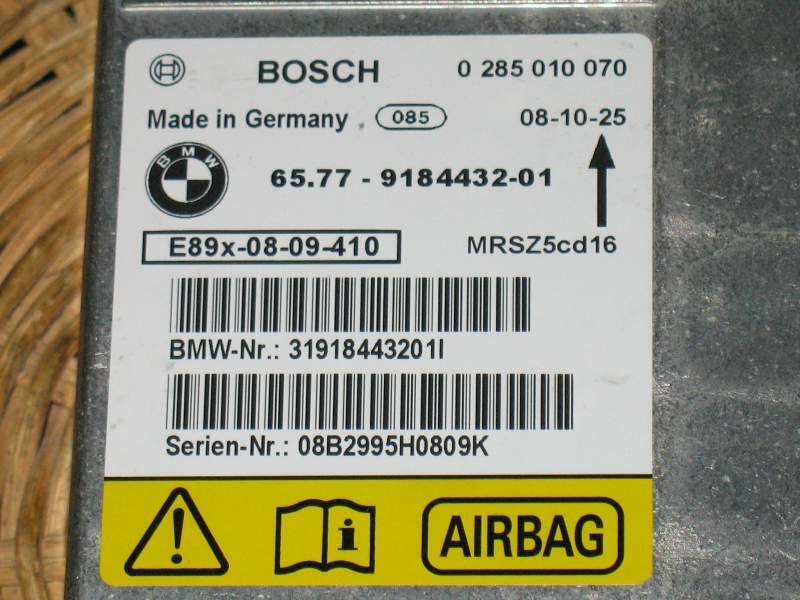 BOSCH 0 285 010 070
Made in Germany 085 08-10-25
BMW
65.77 - 9184432-01
E89x-08-09-410 MRSZ5cd16
BMW-Nr.: 31918443201I
Serien-Nr.: 08B2995H0809K
! i AIRBAG